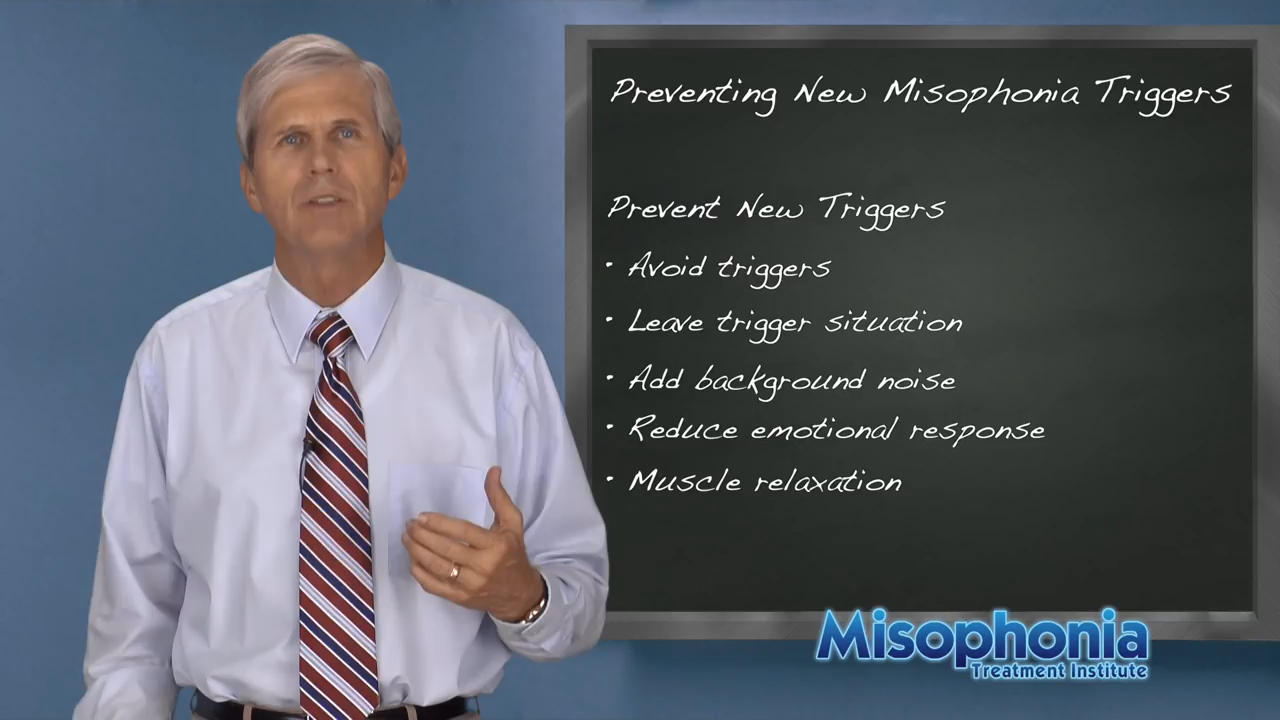 Preventing New Misophonia Triggers
Prevent New Triggers
• Avoid triggers
• Leave trigger situation
• Add background noise
• Reduce emotional response
• Muscle relaxation
Misophonia
Treatment Institute